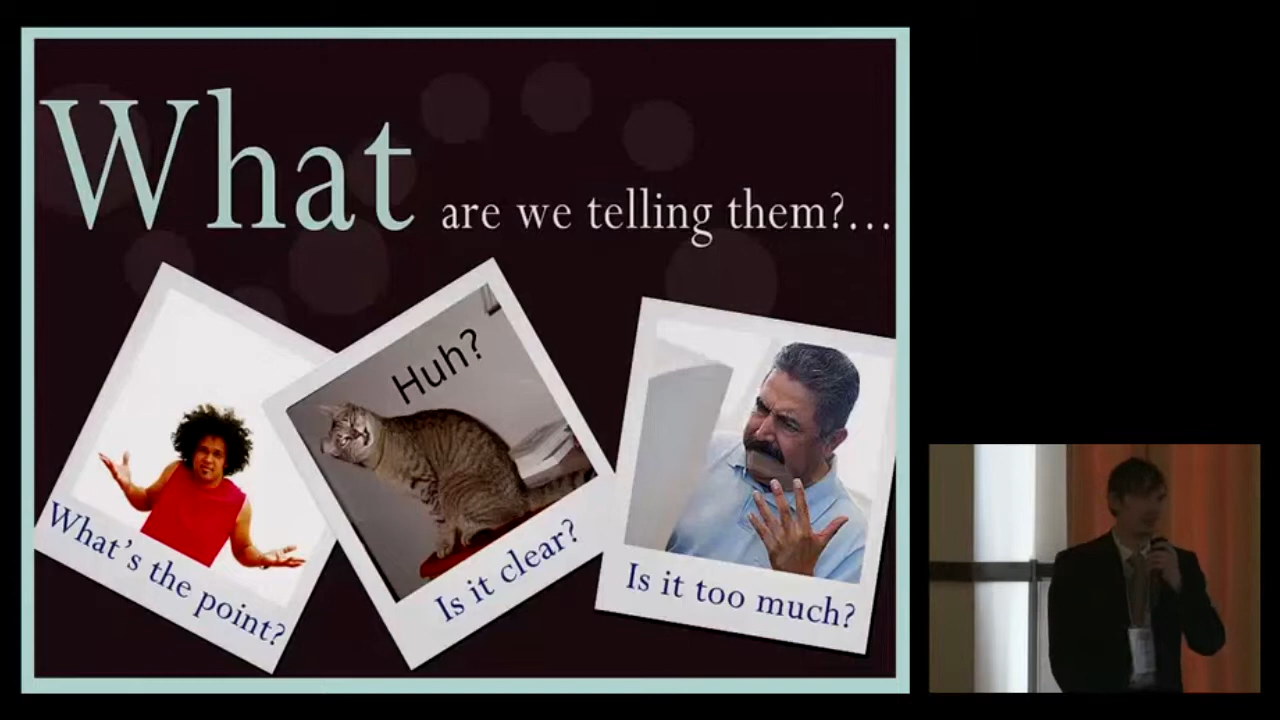 What are we telling them?...
Huh?
What's the point?
Is it clear?
Is it too much?